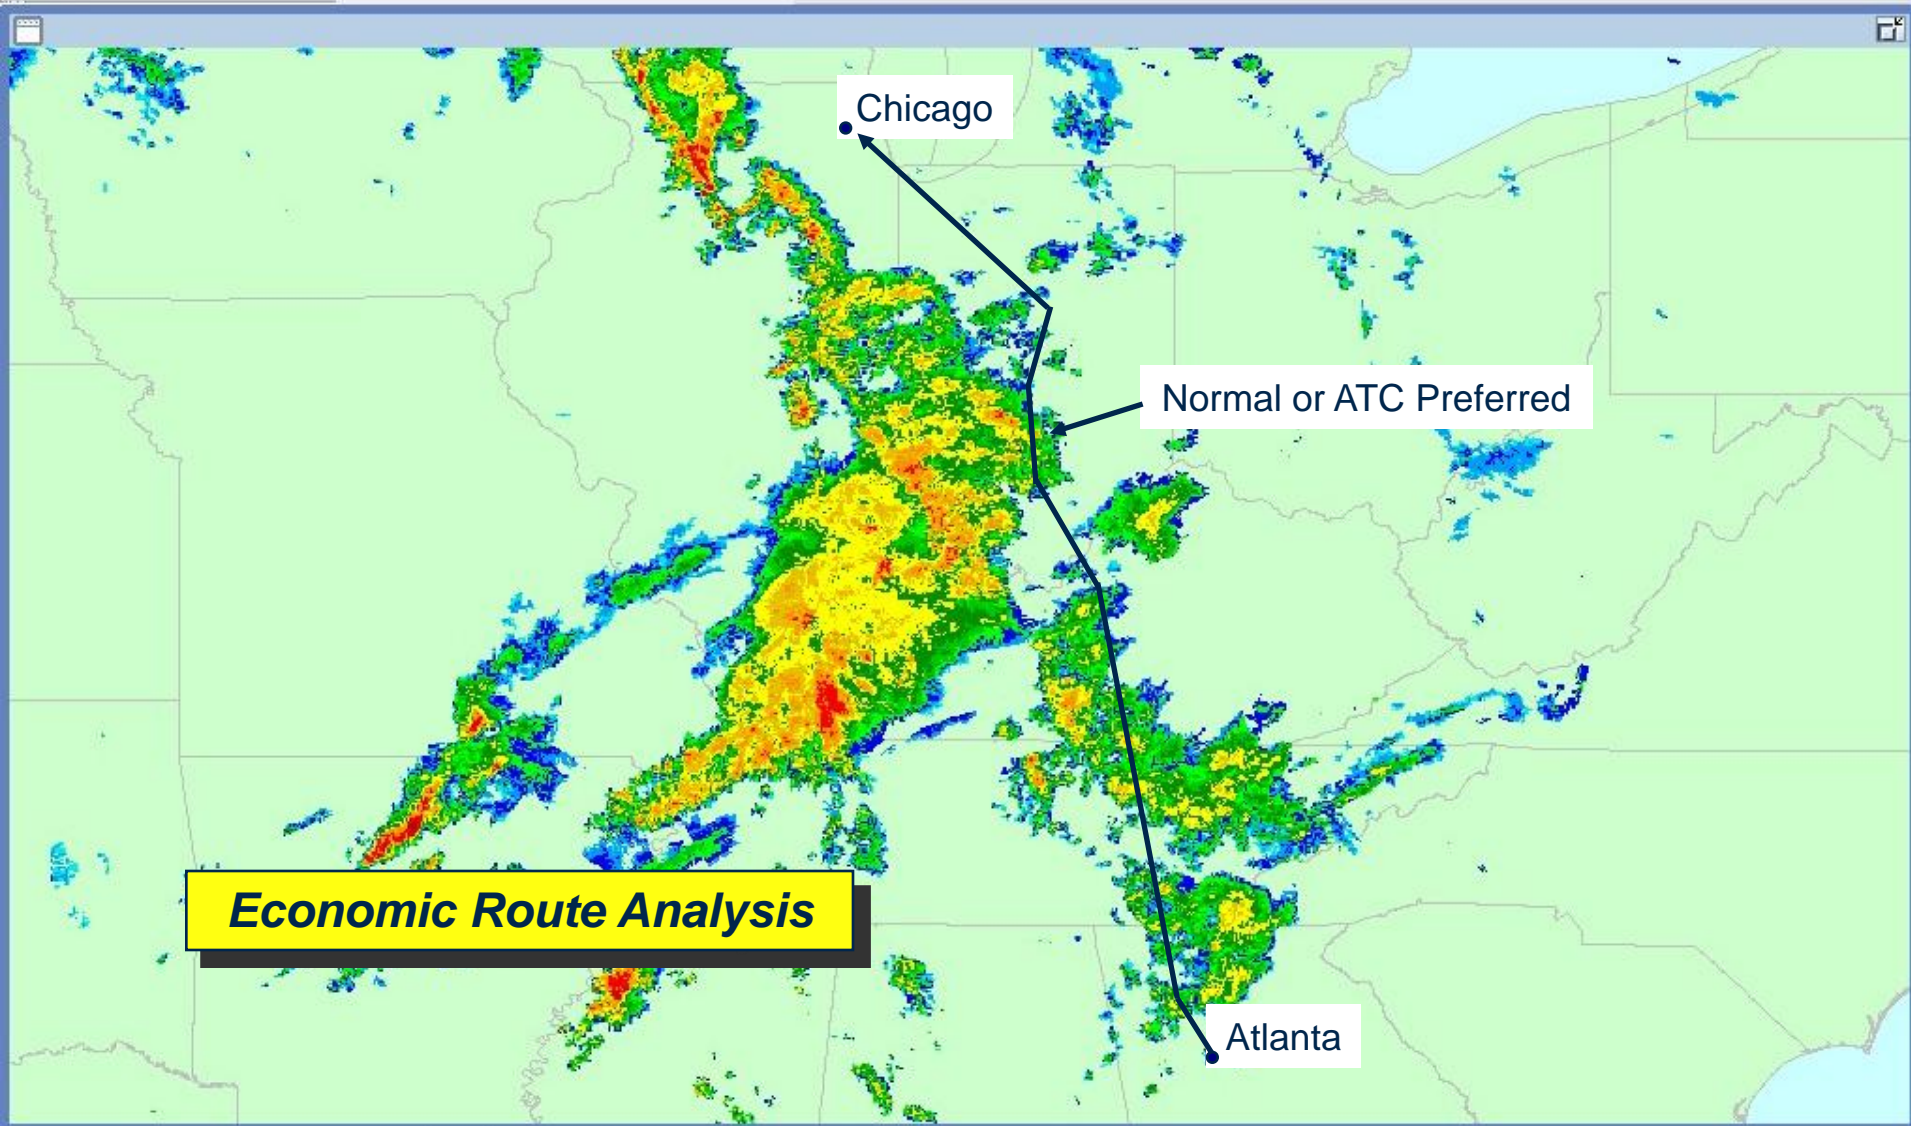 Chicago
Normal or ATC Preferred
Economic Route Analysis
Atlanta